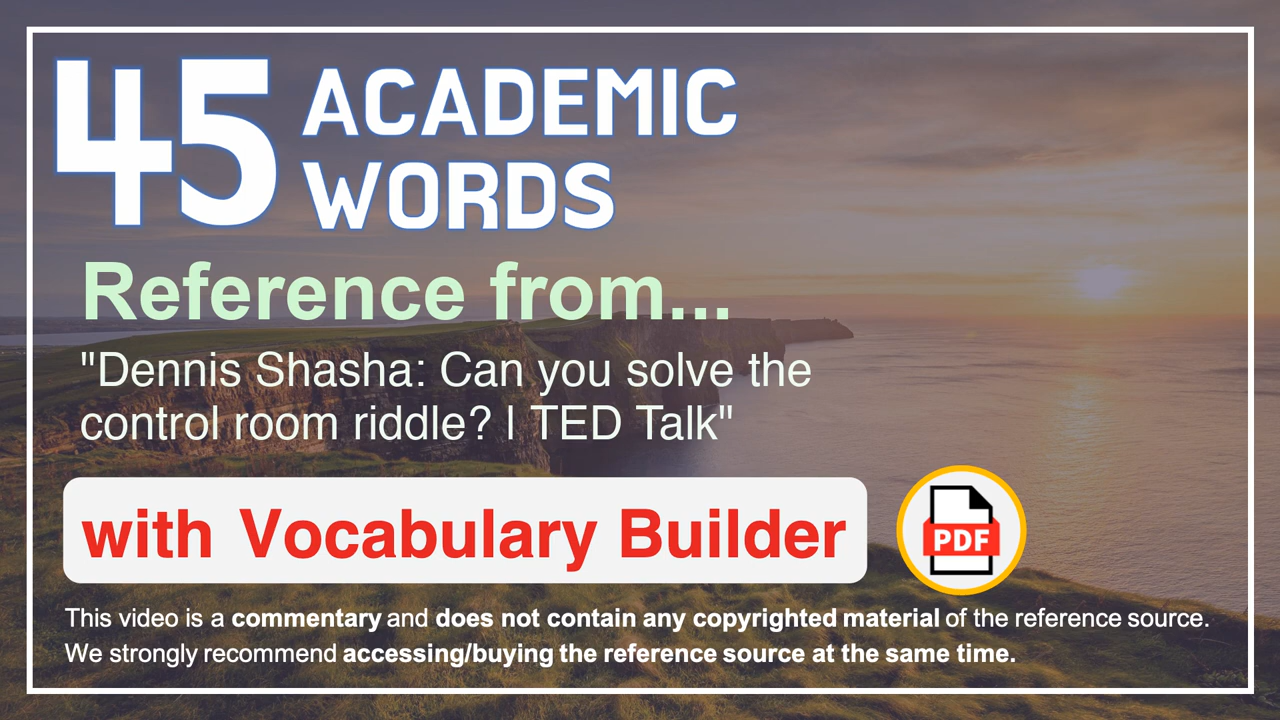 45 ACADEMIC
WORDS
Reference from...
"Dennis Shasha: Can you solve the
control room riddle? | TED Talk"
with Vocabulary Builder
PDF
This video is a commentary and does not contain any copyrighted material of the reference source.
We strongly recommend accessing/buying the reference source at the same time.